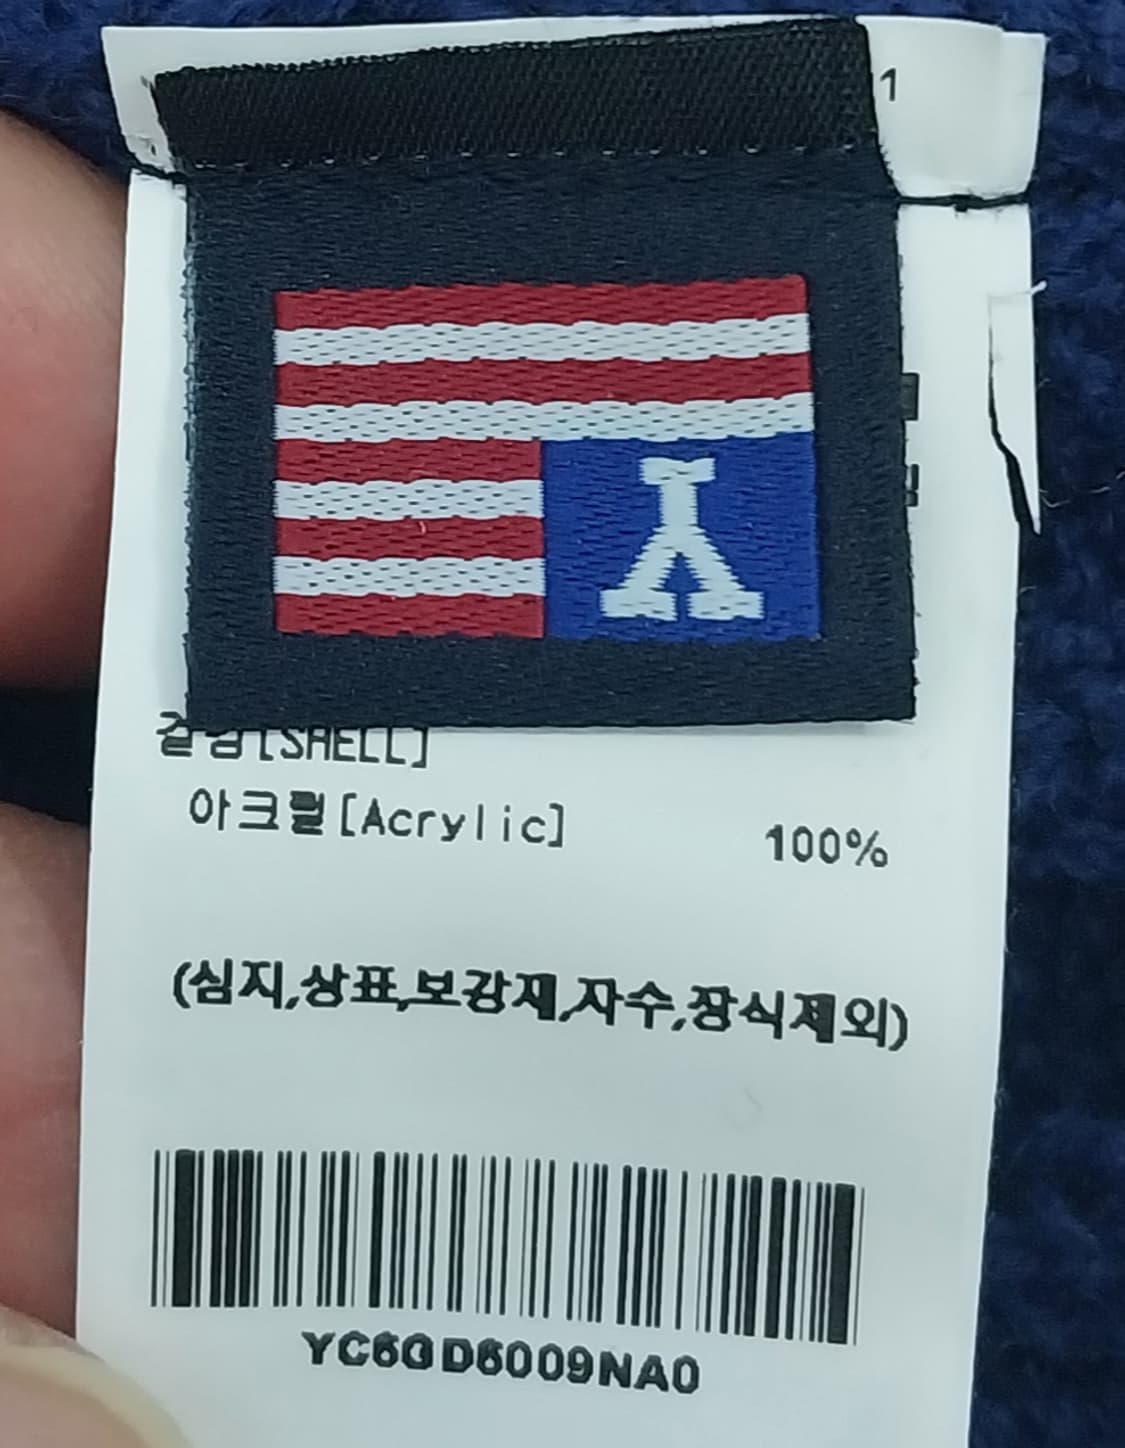 1
Y
겉감[SHELL]
아크릴[Acrylic] 100%
(심지,상표,보강재,자수,장식제외)
YC6GD6009NA0